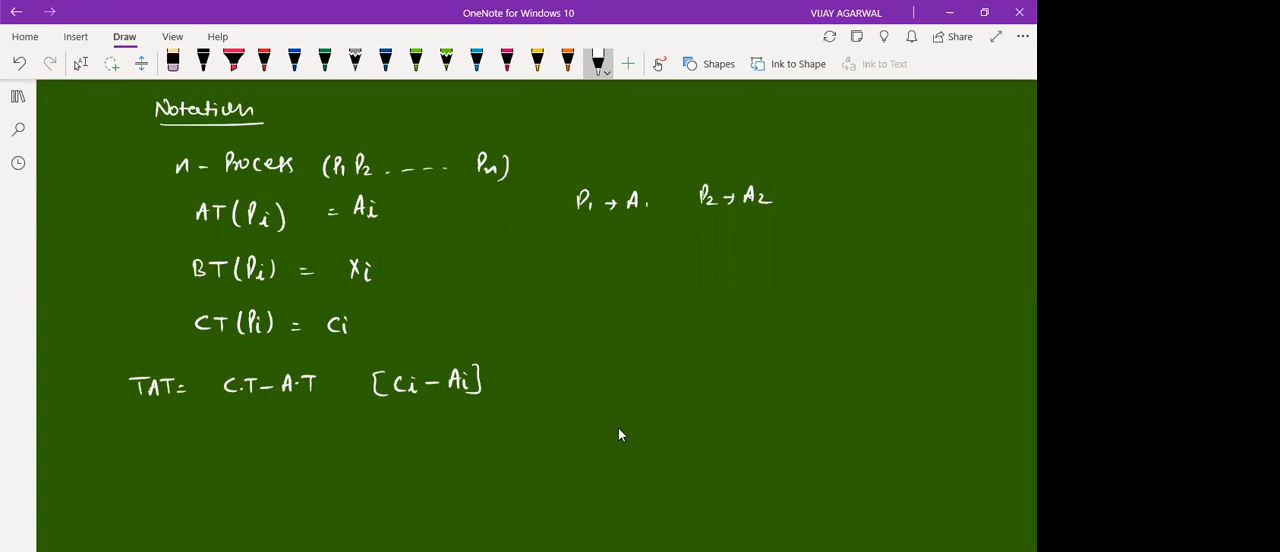 OneNote for Windows 10
VIJAY AGARWAL
Home Insert Draw View Help Share
Shapes Ink to Shape Ink to Text
Notation
n - Process (P1 P2 . - - - . Pn)
AT(Pi) = Ai
P1 → A1 P2 → A2
BT(Pi) = Xi
CT(Pi) = Ci
TAT = C.T - A.T [Ci - Ai]